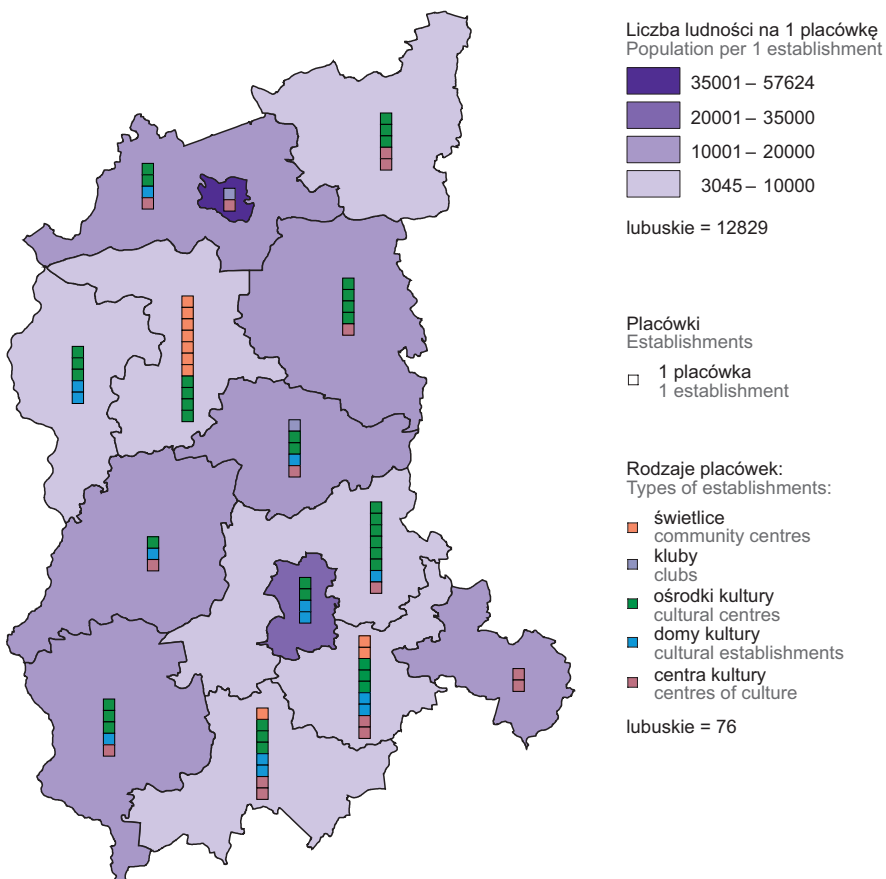 Liczba ludności na 1 placówkę
Population per 1 establishment
35001 – 57624
20001 – 35000
10001 – 20000
3045 – 10000
lubuskie = 12829
Placówki
Establishments
1 placówka
1 establishment
Rodzaje placówek:
Types of establishments:
świetlice
community centres
kluby
clubs
ośrodki kultury
cultural centres
domy kultury
cultural establishments
centra kultury
centres of culture
lubuskie = 76